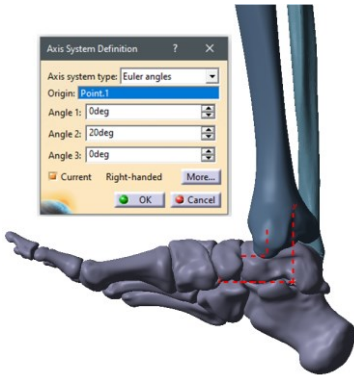 Axis System Definition ? ×
Axis system type: Euler angles
Origin: Point.1
Angle 1: 0deg
Angle 2: 20deg
Angle 3: 0deg
Current Right-handed More...
OK Cancel